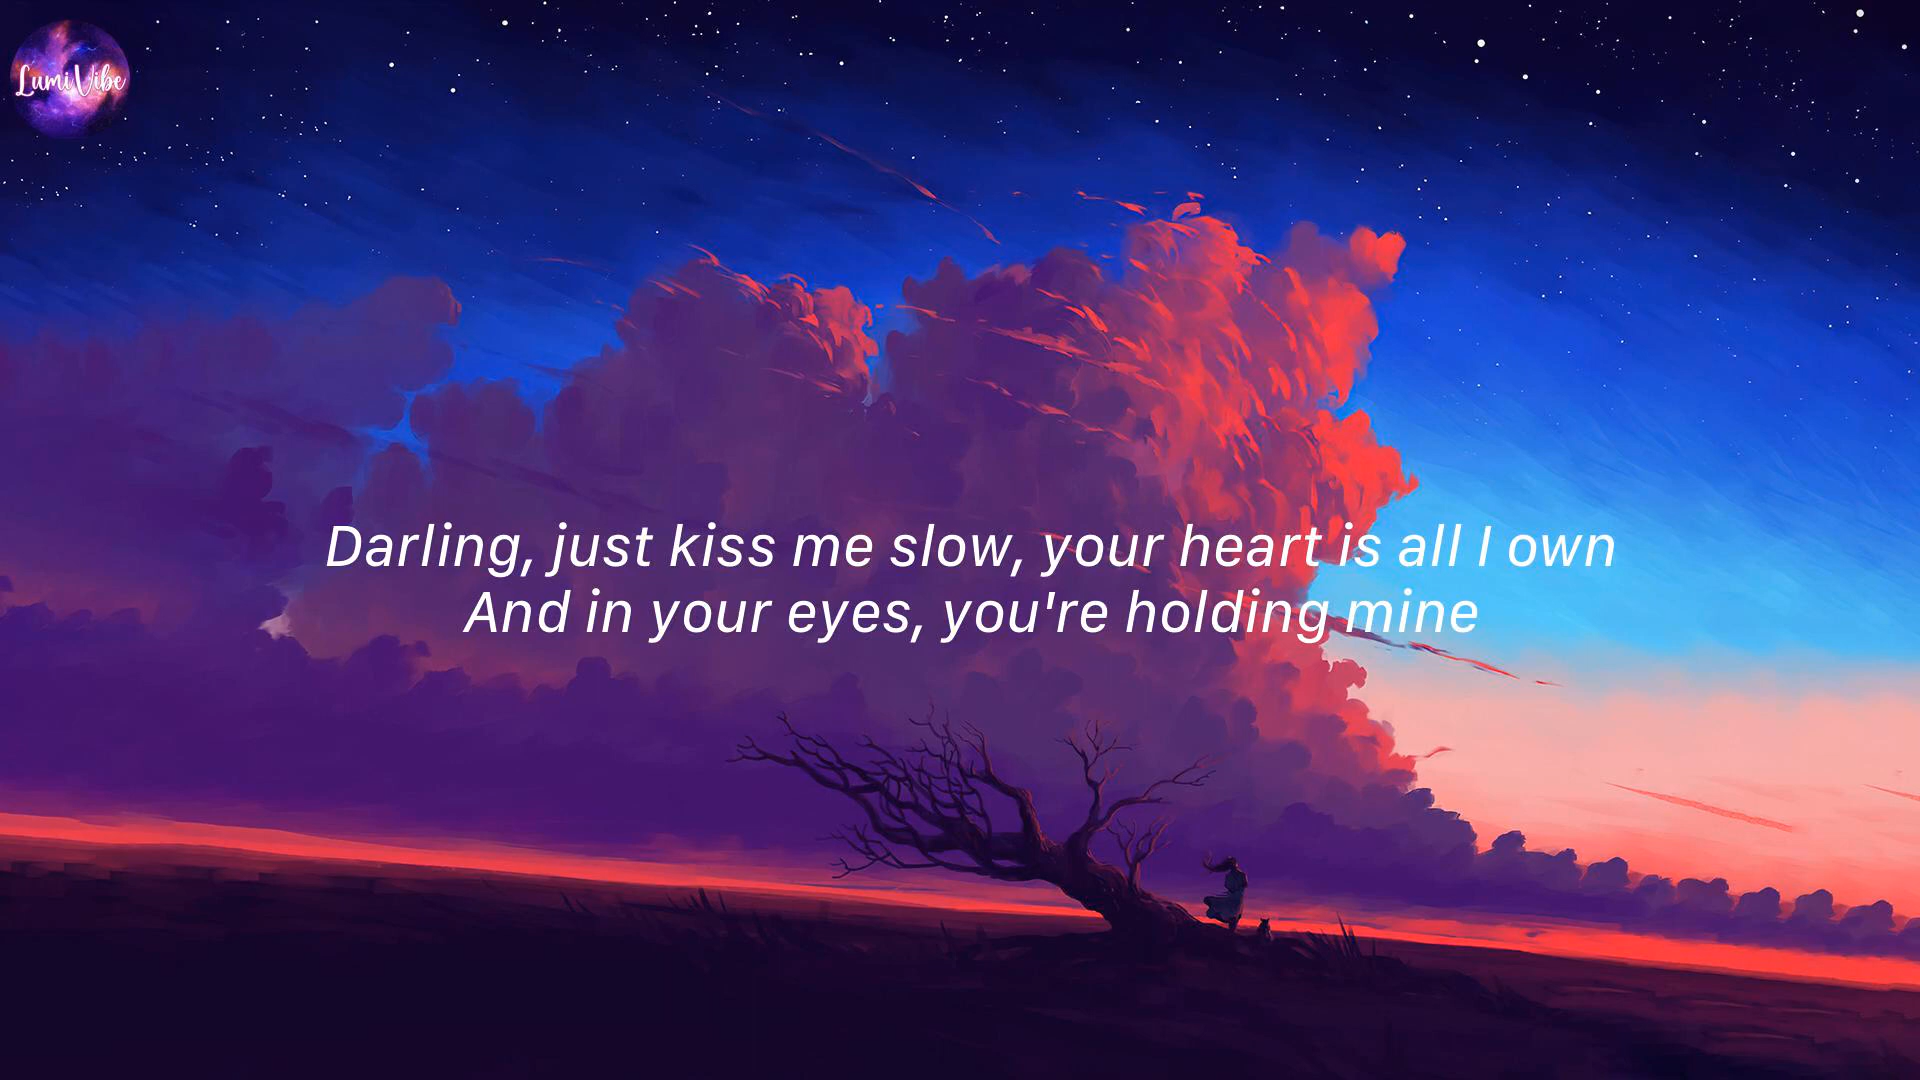 LumiVibe
Darling, just kiss me slow, your heart is all I own
And in your eyes, you're holding mine